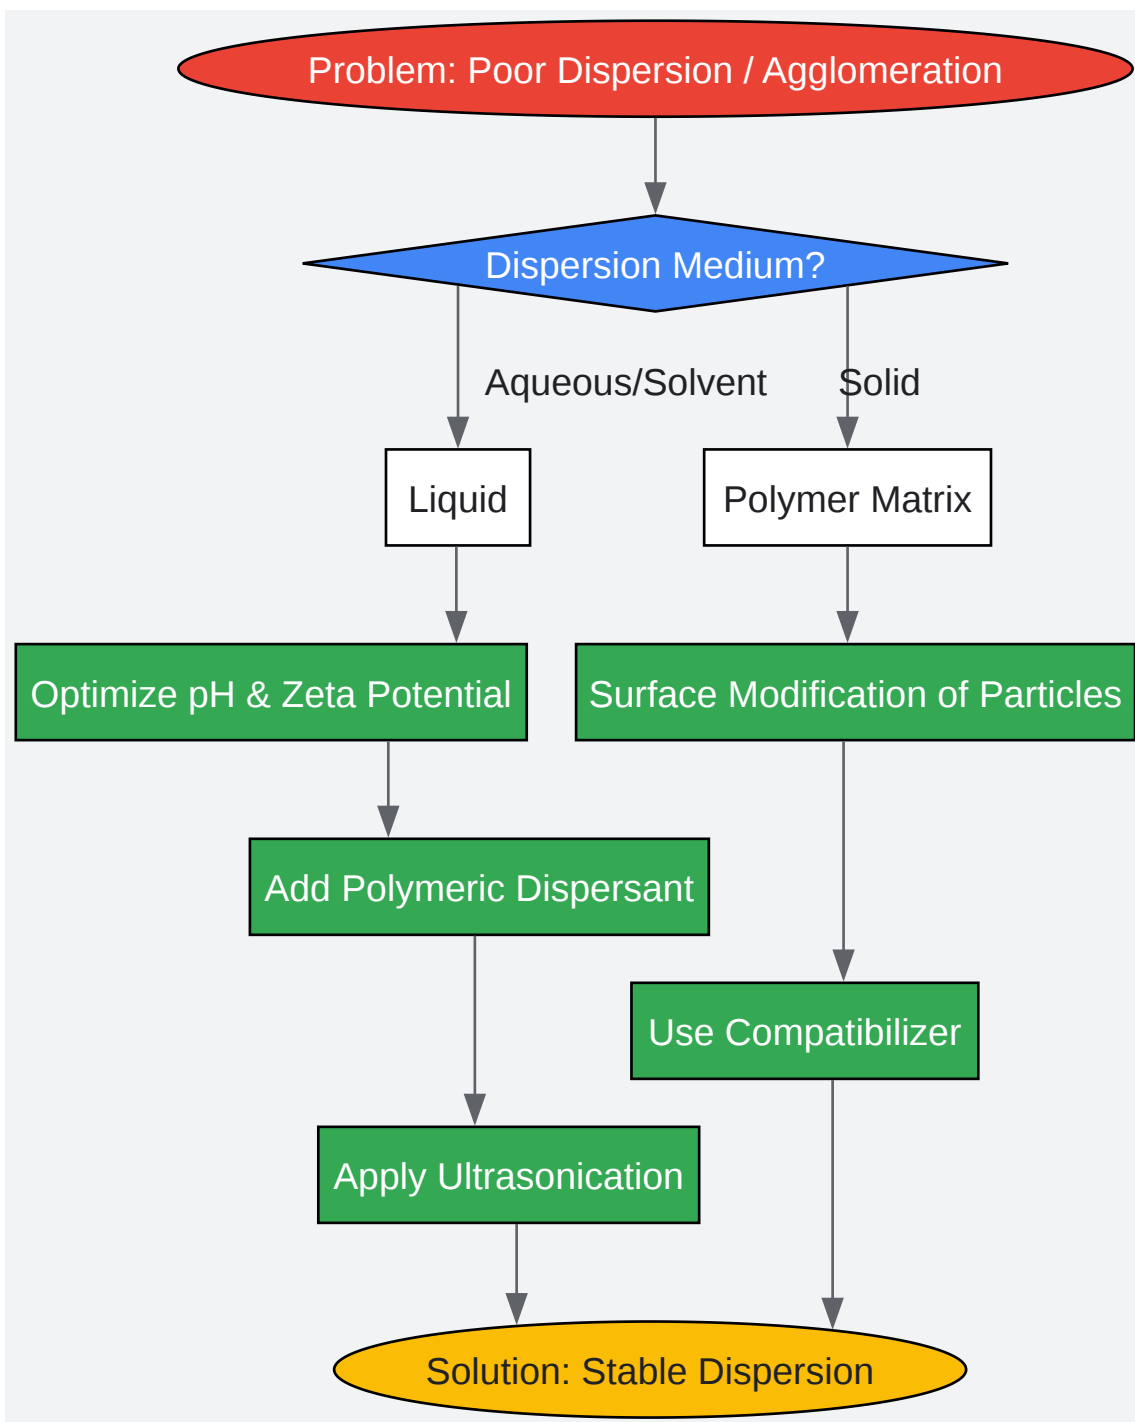 Problem: Poor Dispersion / Agglomeration
Dispersion Medium?
Aqueous/Solvent
Solid
Liquid
Polymer Matrix
Optimize pH & Zeta Potential
Surface Modification of Particles
Add Polymeric Dispersant
Use Compatibilizer
Apply Ultrasonication
Solution: Stable Dispersion